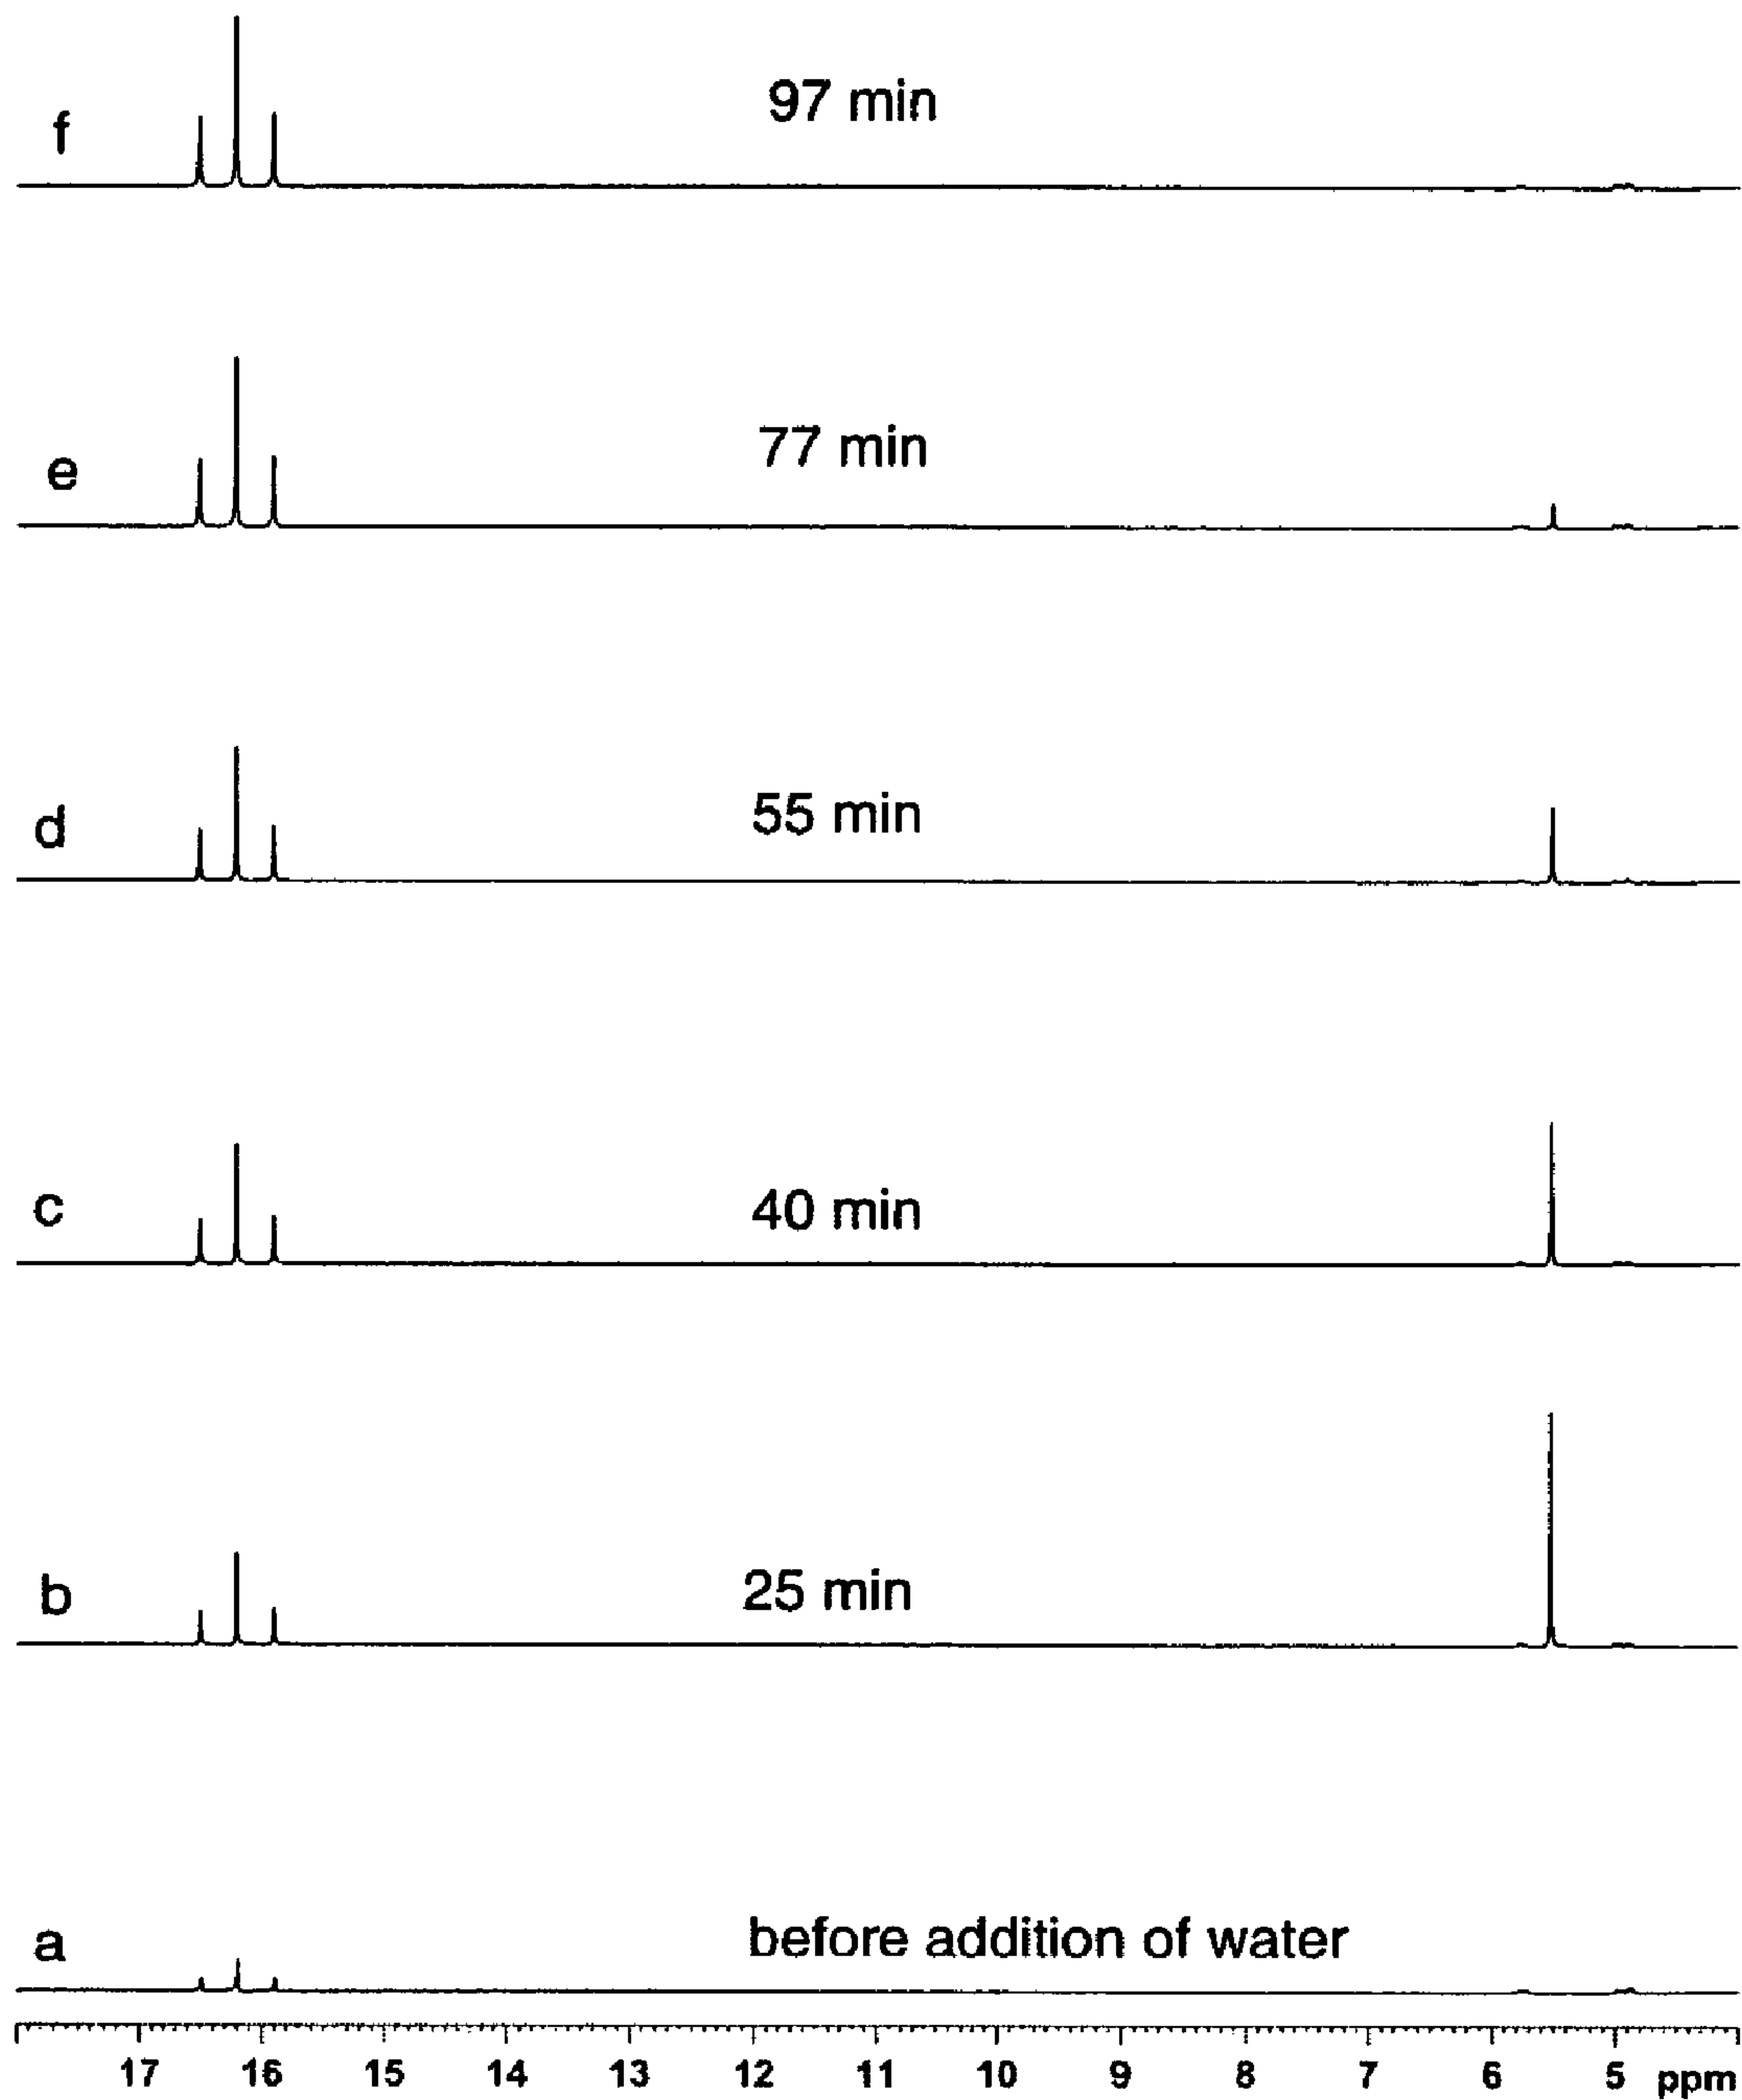 f 97 min
e 77 min
d 55 min
c 40 min
b 25 min
a before addition of water
17 16 15 14 13 12 11 10 9 8 7 6 5 ppm